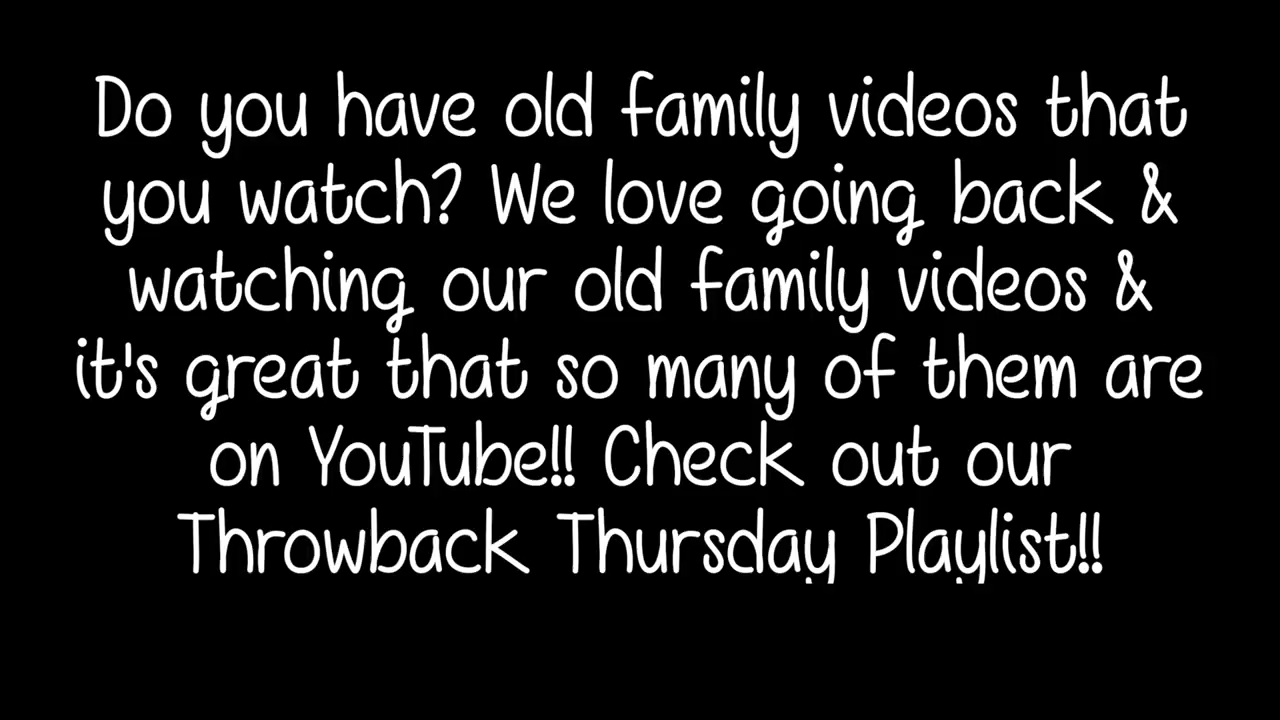 Do you have old family videos that
you watch? We love going back &
watching our old family videos &
it's great that so many of them are
on YouTube!! Check out our
Throwback Thursday Playlist!!